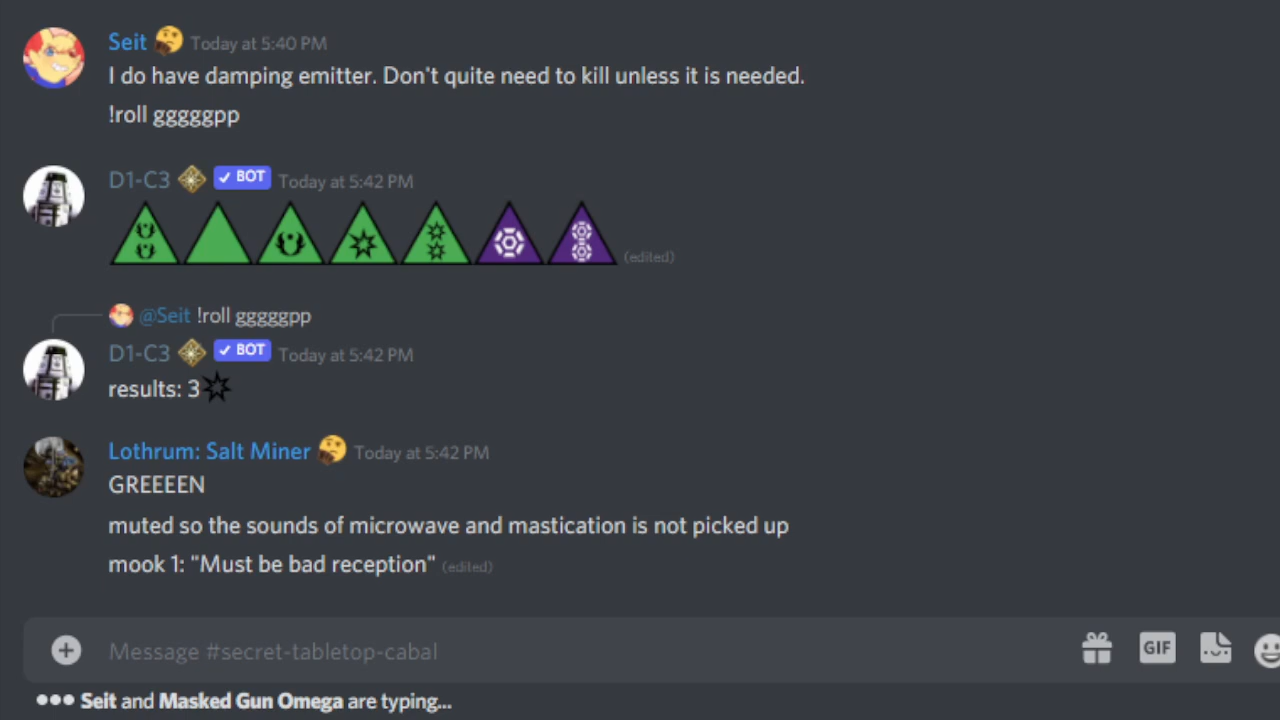 Seit Today at 5:40 PM
I do have damping emitter. Don't quite need to kill unless it is needed.
!roll gggggpp
D1-C3 BOT Today at 5:42 PM
(edited)
@Seit !roll gggggpp
D1-C3 BOT Today at 5:42 PM
results: 3
Lothrum: Salt Miner Today at 5:42 PM
GREEEEN
muted so the sounds of microwave and mastication is not picked up
mook 1: "Must be bad reception" (edited)
Message #secret-tabletop-cabal
GIF
Seit and Masked Gun Omega are typing...